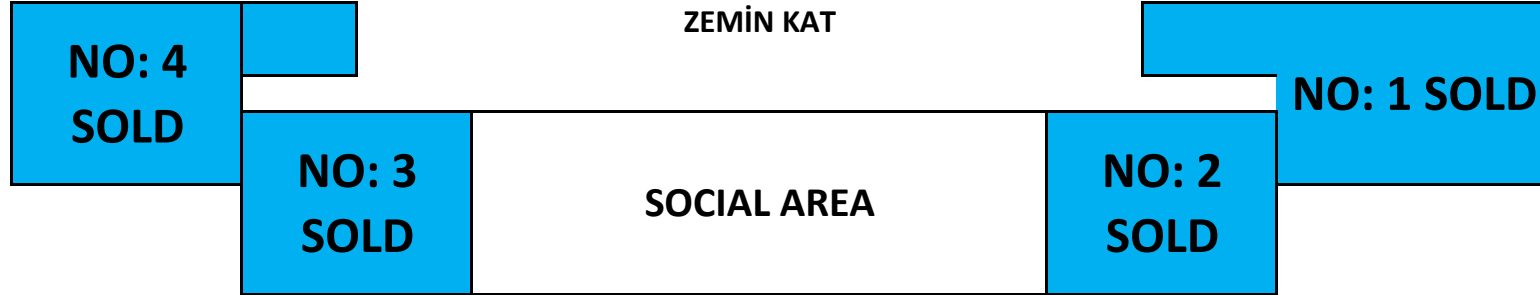 ZEMİN KAT
NO: 4
SOLD
NO: 1 SOLD
NO: 3
SOLD
SOCIAL AREA
NO: 2
SOLD